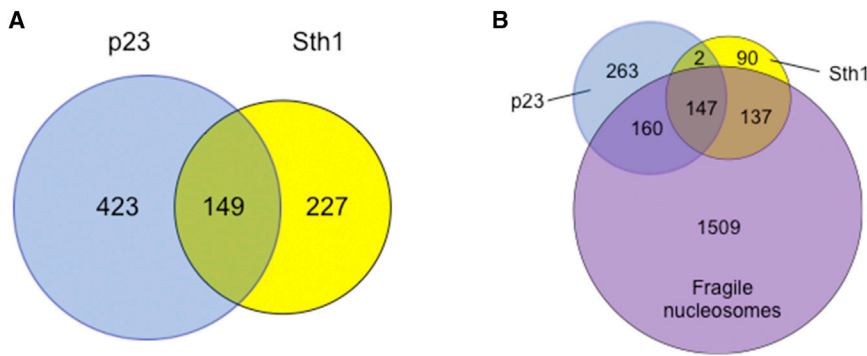 A
p23
Sth1
423
149
227
B
263
2
90
Sth1
p23
147
137
160
1509
Fragile
nucleosomes